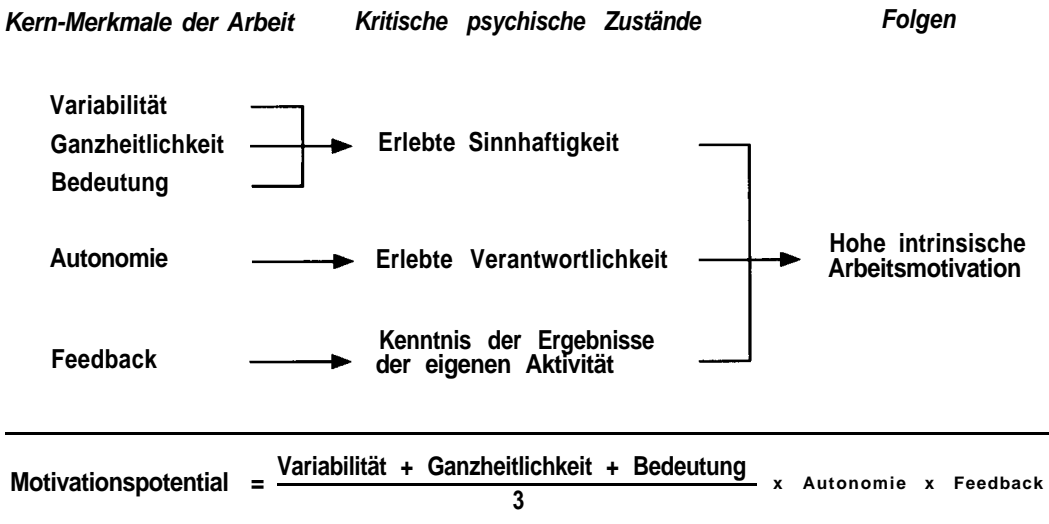 Kern-Merkmale der Arbeit Kritische psychische Zustände Folgen
Variabilität
Ganzheitlichkeit Erlebte Sinnhaftigkeit
Bedeutung
Autonomie Erlebte Verantwortlichkeit Hohe intrinsische
Arbeitsmotivation
Feedback Kenntnis der Ergebnisse
der eigenen Aktivität
Motivationspotential = Variabilität + Ganzheitlichkeit + Bedeutung x Autonomie x Feedback
3